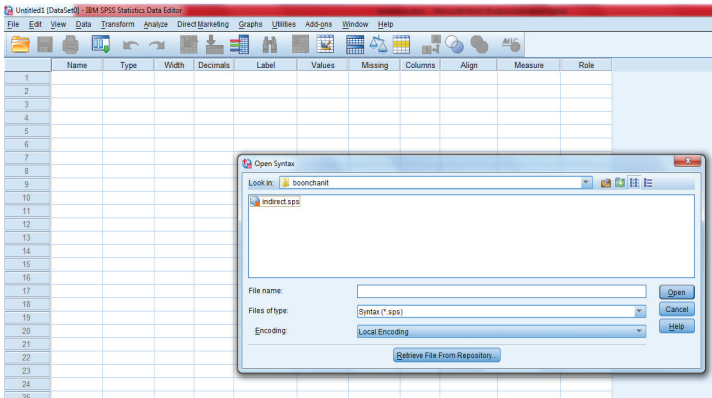 Untitled1 [DataSet0] - IBM SPSS Statistics Data Editor
File Edit View Data Transform Analyze Direct Marketing Graphs Utilities Add-ons Window Help
Name Type Width Decimals Label Values Missing Columns Align Measure Role
1
2
3
4
5
6
7
8
9
10
11
12
13
14
15
16
17
18
19
20
21
22
23
24
25
Open Syntax
Look in: boonchanit
indirect.sps
File name: Open
Files of type: Syntax (*.sps) Cancel
Encoding: Local Encoding Help
Retrieve File From Repository...